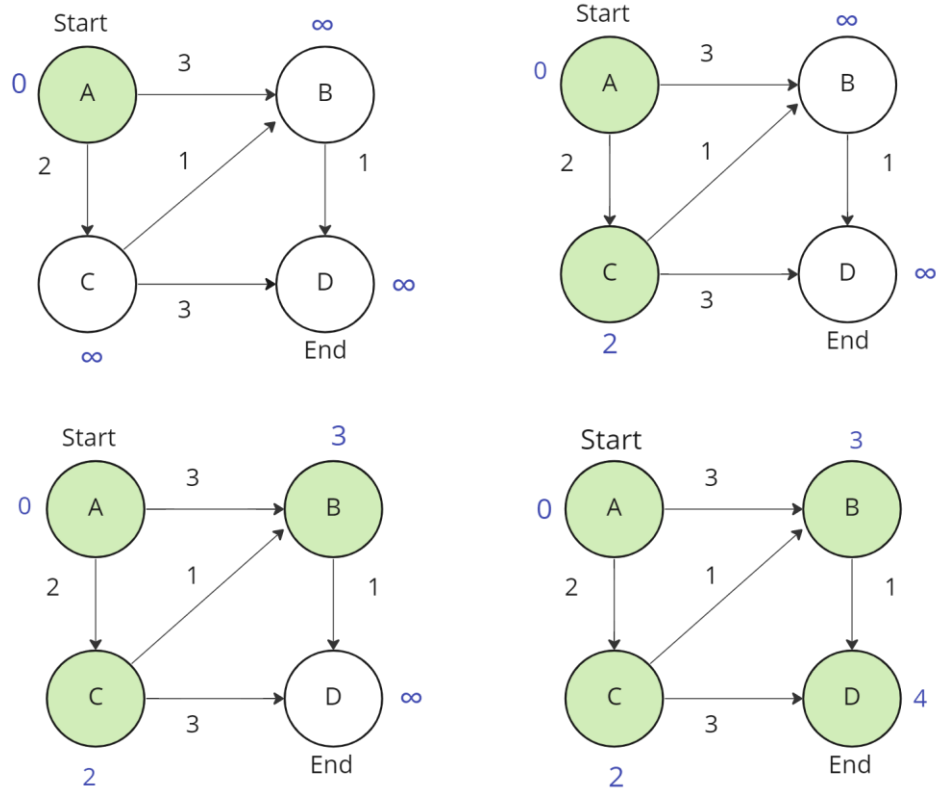 Start
∞
0 A 3 B
2 1 1
C 3 D ∞
∞ End
Start
∞
0 A 3 B
2 1 1
C 3 D ∞
2 End
Start
3
0 A 3 B
2 1 1
C 3 D ∞
2 End
Start
3
0 A 3 B
2 1 1
C 3 D 4
2 End